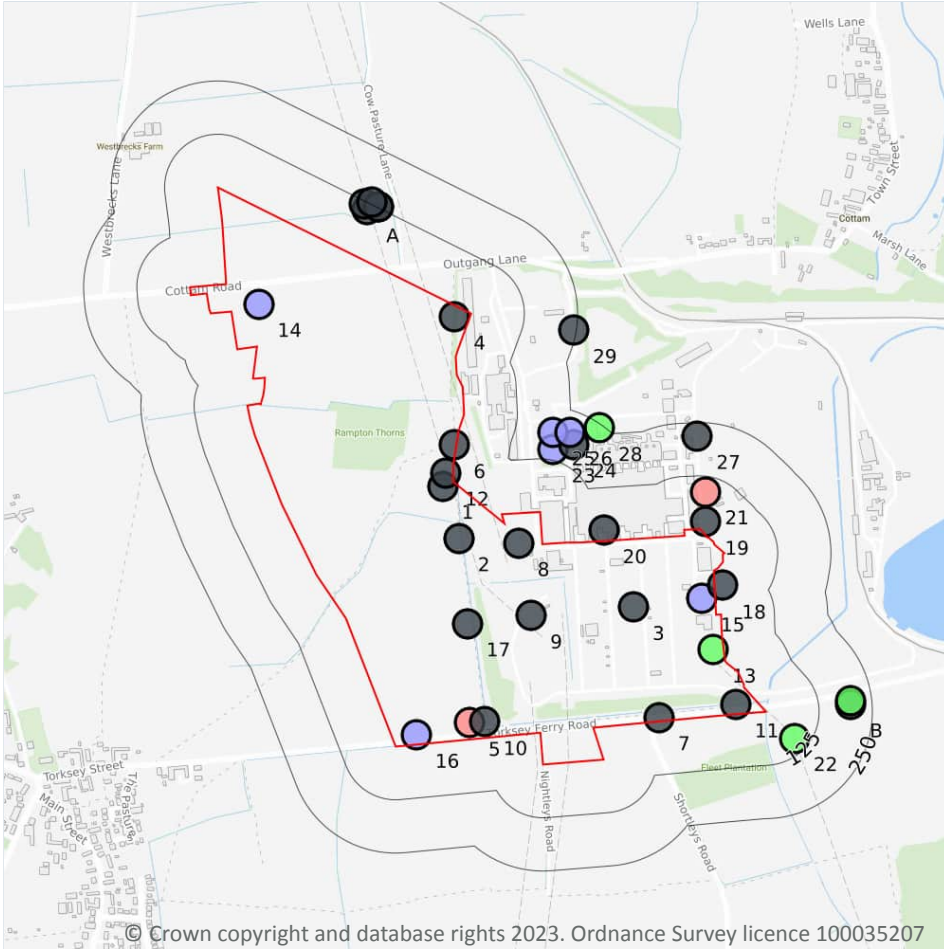 Wells Lane
Cow Pasture Lane
Westbrecks Farm
Westbrecks Lane
Town Street
Cottam
Marsh Lane
A
Outgang Lane
Cottam Road
14
4
29
Rampton Thorns
6
12
1
25
26
28
23
24
27
21
19
20
2
8
18
15
3
9
17
13
Torksey Ferry Road
11
B
16
5
10
7
125
22
250
Fleet Plantation
Torksey Street
Main Street
The Pastures
Nightleys Road
Shortleys Road
© Crown copyright and database rights 2023. Ordnance Survey licence 100035207